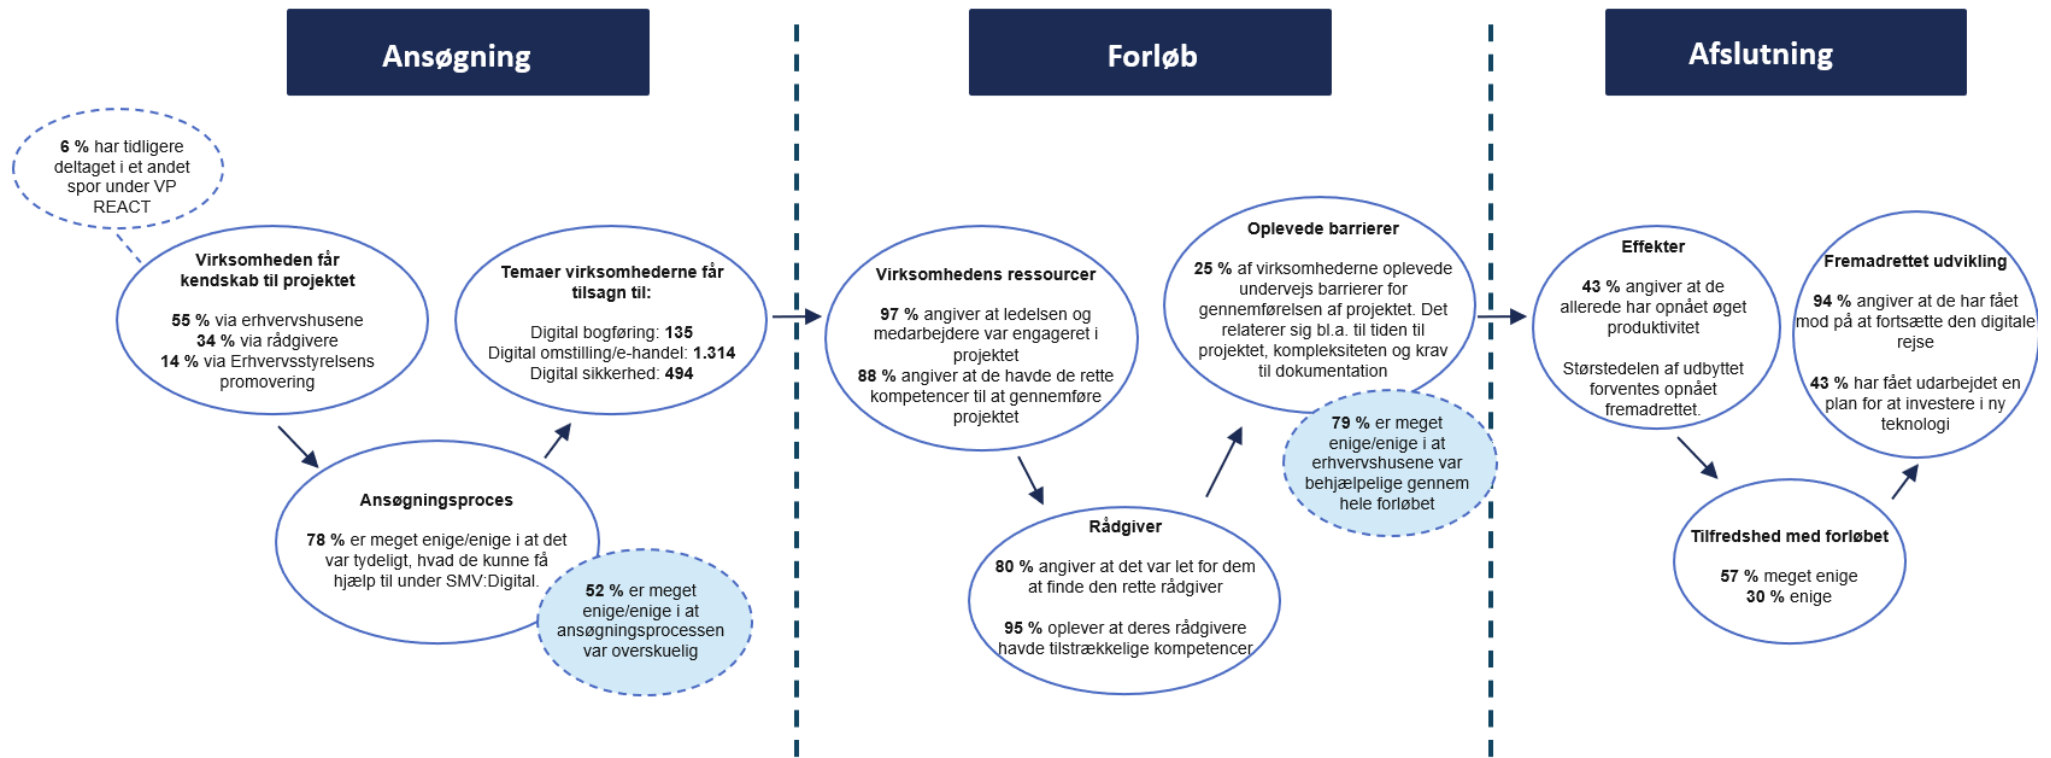 Ansøgning
6 % har tidligere
deltaget i et andet
spor under VP
REACT
Virksomheden får
kendskab til projektet
55 % via erhvervshusene
34 % via rådgivere
14 % via Erhvervsstyrelsens
promovering
Ansøgningsproces
78 % er meget enige/enige i at det
var tydeligt, hvad de kunne få
hjælp til under SMV:Digital.
52 % er meget
enige/enige i at
ansøgningsprocessen
var overskuelig
Temaer virksomhederne får
tilsagn til:
Digital bogføring: 135
Digital omstilling/e-handel: 1.314
Digital sikkerhed: 494
Forløb
Virksomhedens ressourcer
97 % angiver at ledelsen og
medarbejdere var engageret i
projektet
88 % angiver at de havde de rette
kompetencer til at gennemføre
projektet
Rådgiver
80 % angiver at det var let for dem
at finde den rette rådgiver
95 % oplever at deres rådgivere
havde tilstrækkelige kompetencer
Oplevede barrierer
25 % af virksomhederne oplevede
undervejs barrierer for
gennemførelsen af projektet. Det
relaterer sig bl.a. til tiden til
projektet, kompleksiteten og krav
til dokumentation
79 % er meget
enige/enige i at
erhvervshusene var
behjælpelige gennem
hele forløbet
Afslutning
Effekter
43 % angiver at de
allerede har opnået øget
produktivitet
Størstedelen af udbyttet
forventes opnået
fremadrettet.
Tilfredshed med forløbet
57 % meget enige
30 % enige
Fremadrettet udvikling
94 % angiver at de har fået
mod på at fortsætte den digitale
rejse
43 % har fået udarbejdet en
plan for at investere i ny
teknologi